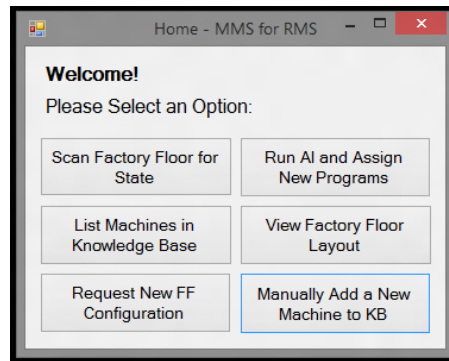 Home - MMS for RMS
Welcome!
Please Select an Option:
Scan Factory Floor for
State
Run AI and Assign
New Programs
List Machines in
Knowledge Base
View Factory Floor
Layout
Request New FF
Configuration
Manually Add a New
Machine to KB